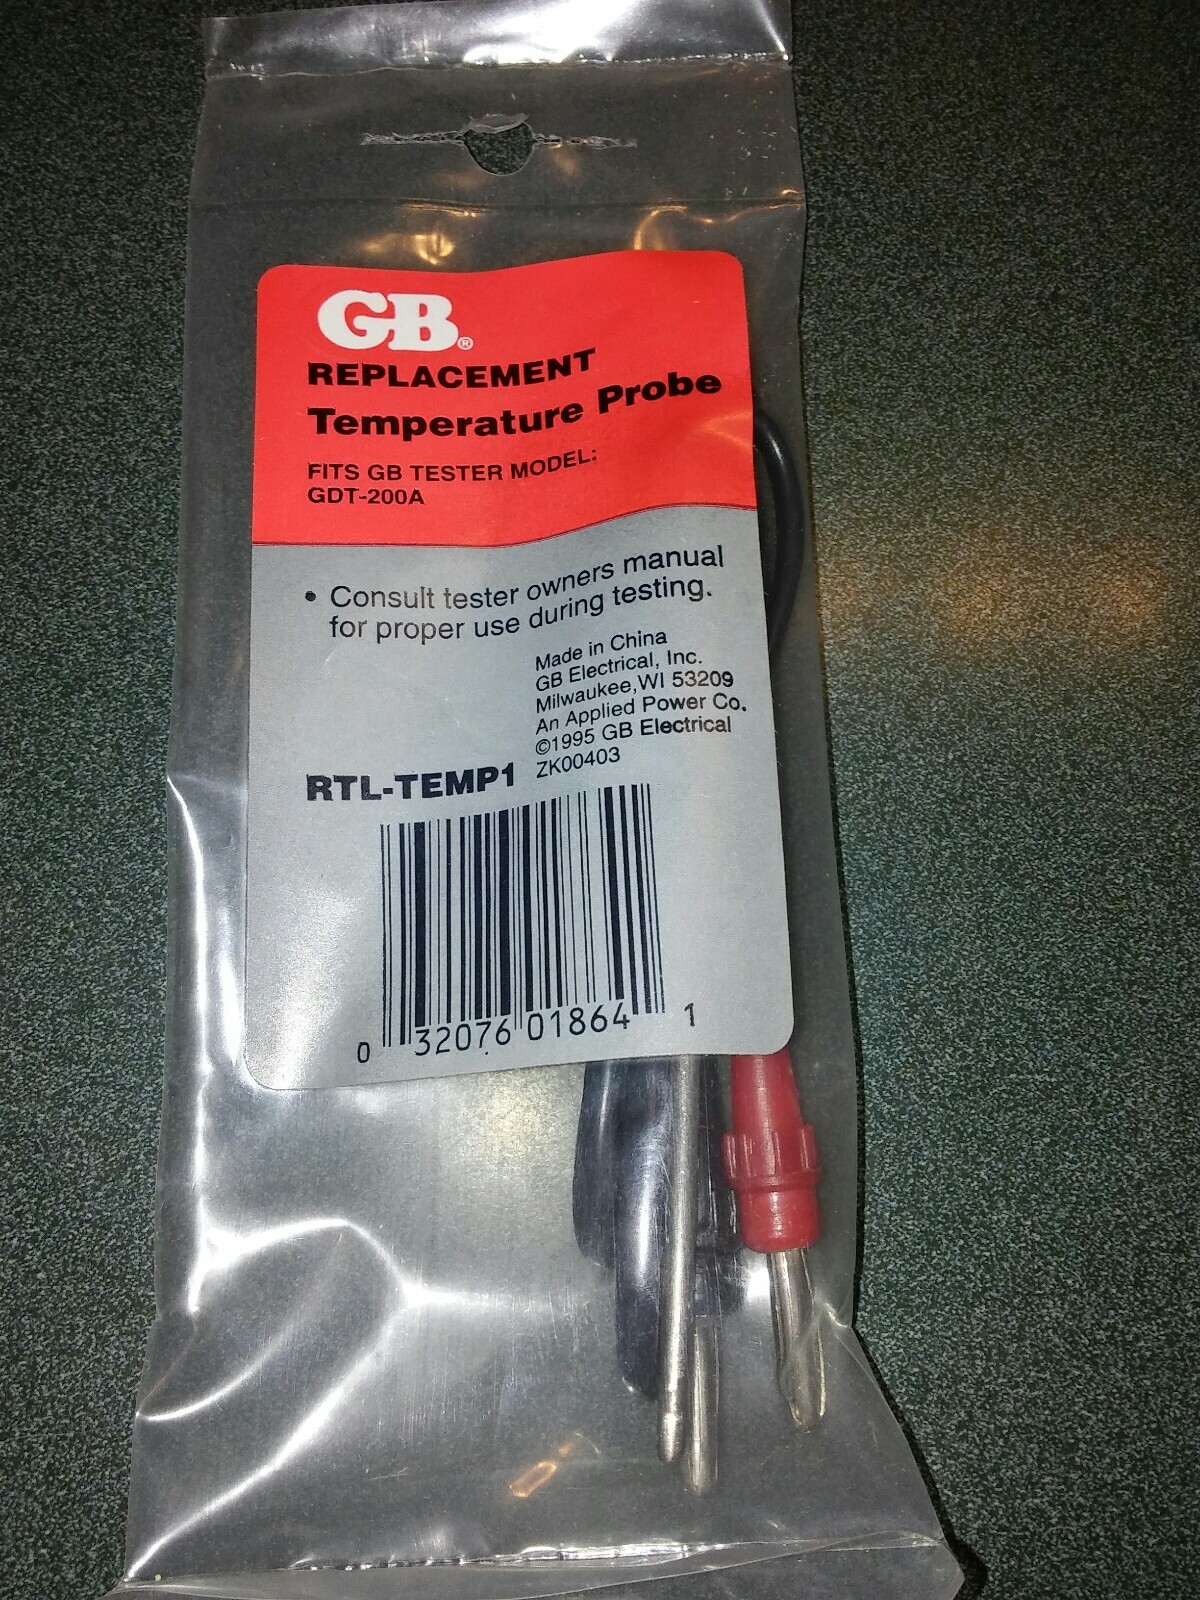 GB®
REPLACEMENT
Temperature Probe
FITS GB TESTER MODEL:
GDT-200A
• Consult tester owners manual
for proper use during testing.
Made in China
GB Electrical, Inc.
Milwaukee,WI 53209
An Applied Power Co.
©1995 GB Electrical
ZK00403
RTL-TEMP1
0 32076 01864 1